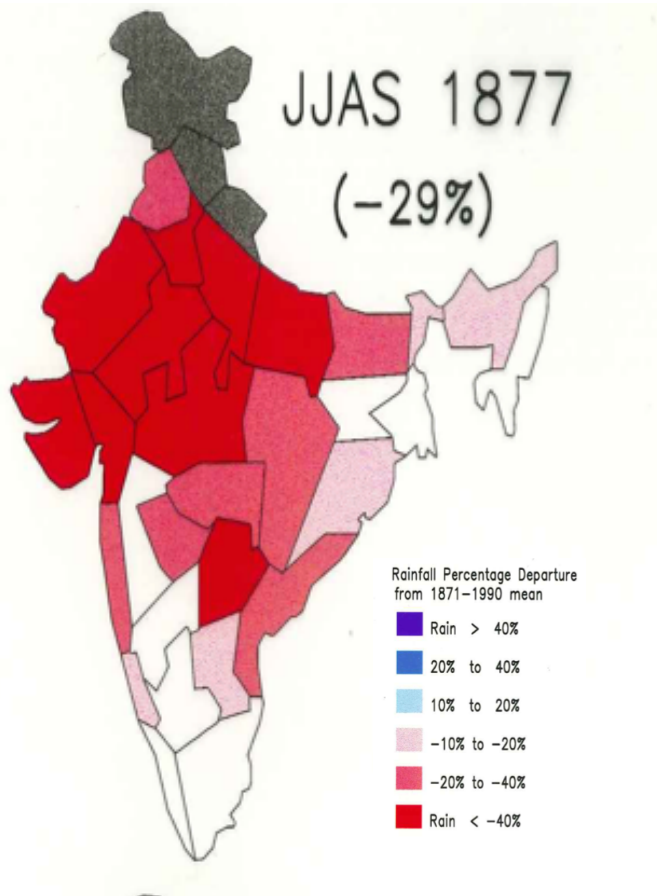 JJAS 1877
(-29%)
Rainfall Percentage Departure
from 1871-1990 mean
Rain > 40%
20% to 40%
10% to 20%
-10% to -20%
-20% to -40%
Rain < -40%